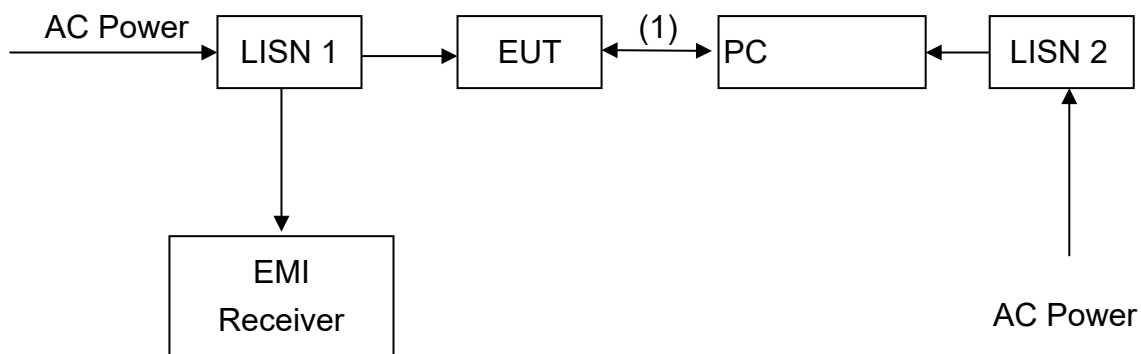 AC Power
LISN 1
EUT
(1)
PC
LISN 2
EMI
Receiver
AC Power